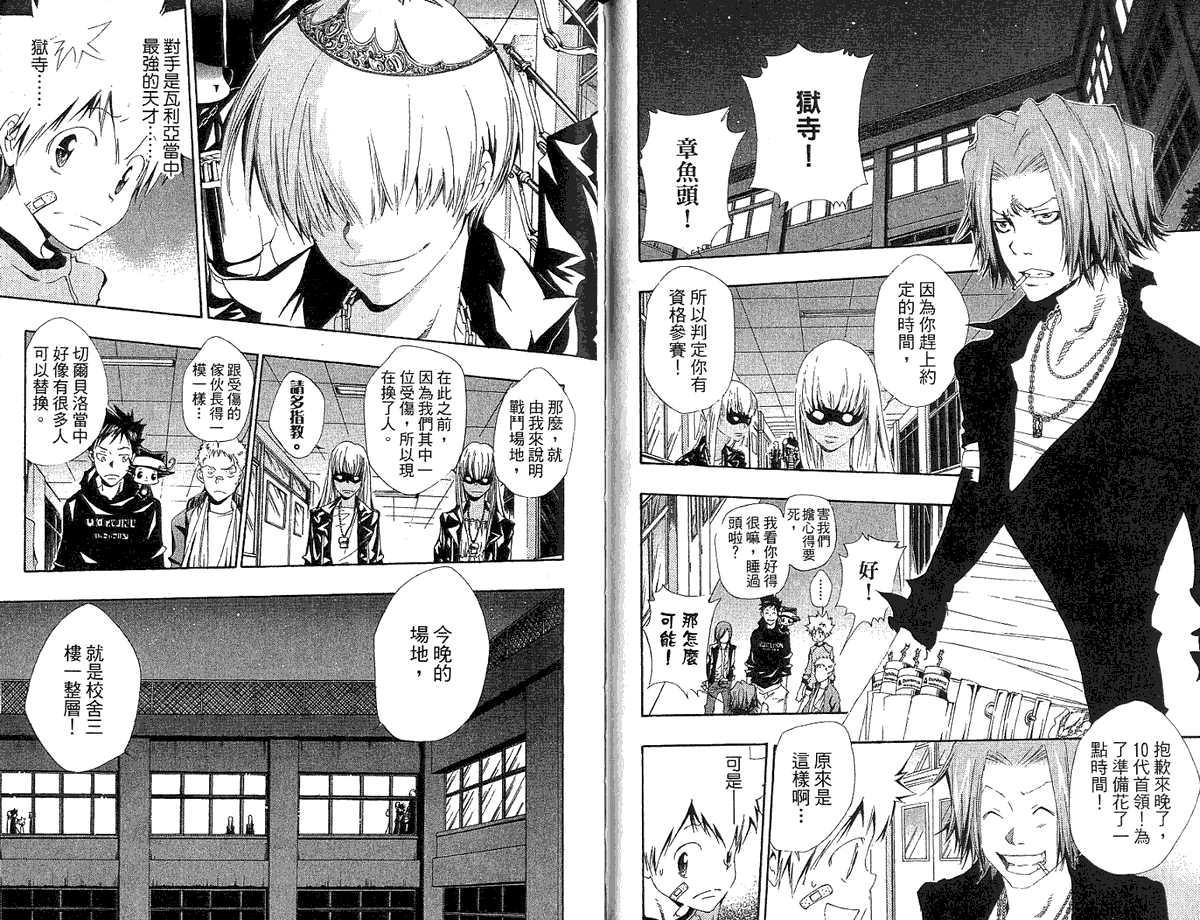 獄寺！
章魚頭！
因為你趕上約
定的時間，
所以判定你有
資格參賽！
好！
……
害我們
擔心得要
死，
我看你好得
很嘛，睡過
頭啦？
那怎麼
可能！
抱歉來晚了，
10代首領！為
了準備花了一
點時間！
原來是
這樣啊…
可是——
對手是瓦利亞當中
最強的天才……
獄寺……
那麼，就
由我來說明
戰鬥場地，
在此之前，
因為我們其中一
位受傷，所以現
在換了人。
請多指教。
跟受傷的
傢伙長得一
模一樣…
切爾貝洛當中
好像有很多人
可以替換。
今晚的
場地，
就是校舍三
樓一整層！